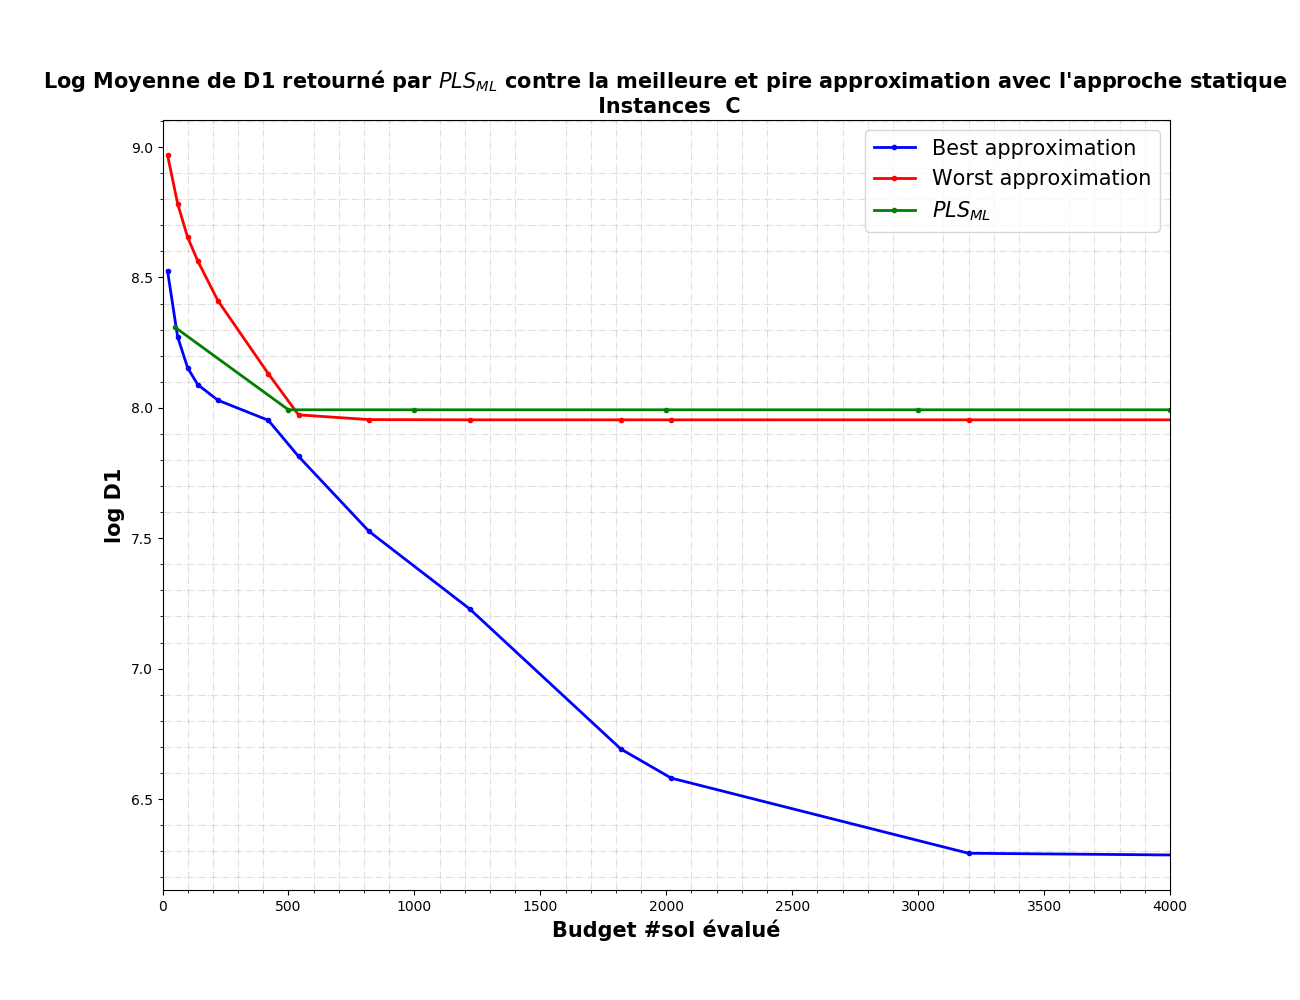 Log Moyenne de D1 retourné par PLS_ML contre la meilleure et pire approximation avec l'approche statique
Instances C
Best approximation
Worst approximation
PLS_ML
9.0
8.5
8.0
7.5
7.0
6.5
log D1
0 500 1000 1500 2000 2500 3000 3500 4000
Budget #sol évalué